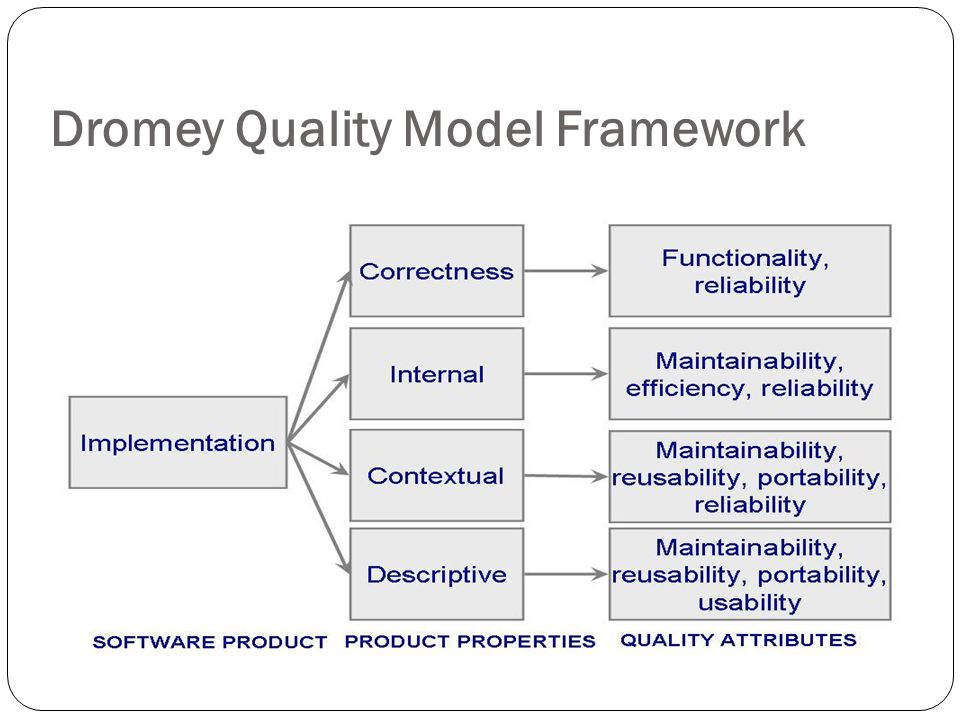 Dromey Quality Model Framework
Implementation
Correctness
Functionality,
reliability
Internal
Maintainability,
efficiency, reliability
Contextual
Maintainability,
reusability, portability,
reliability
Descriptive
Maintainability,
reusability, portability,
usability
SOFTWARE PRODUCT
PRODUCT PROPERTIES
QUALITY ATTRIBUTES